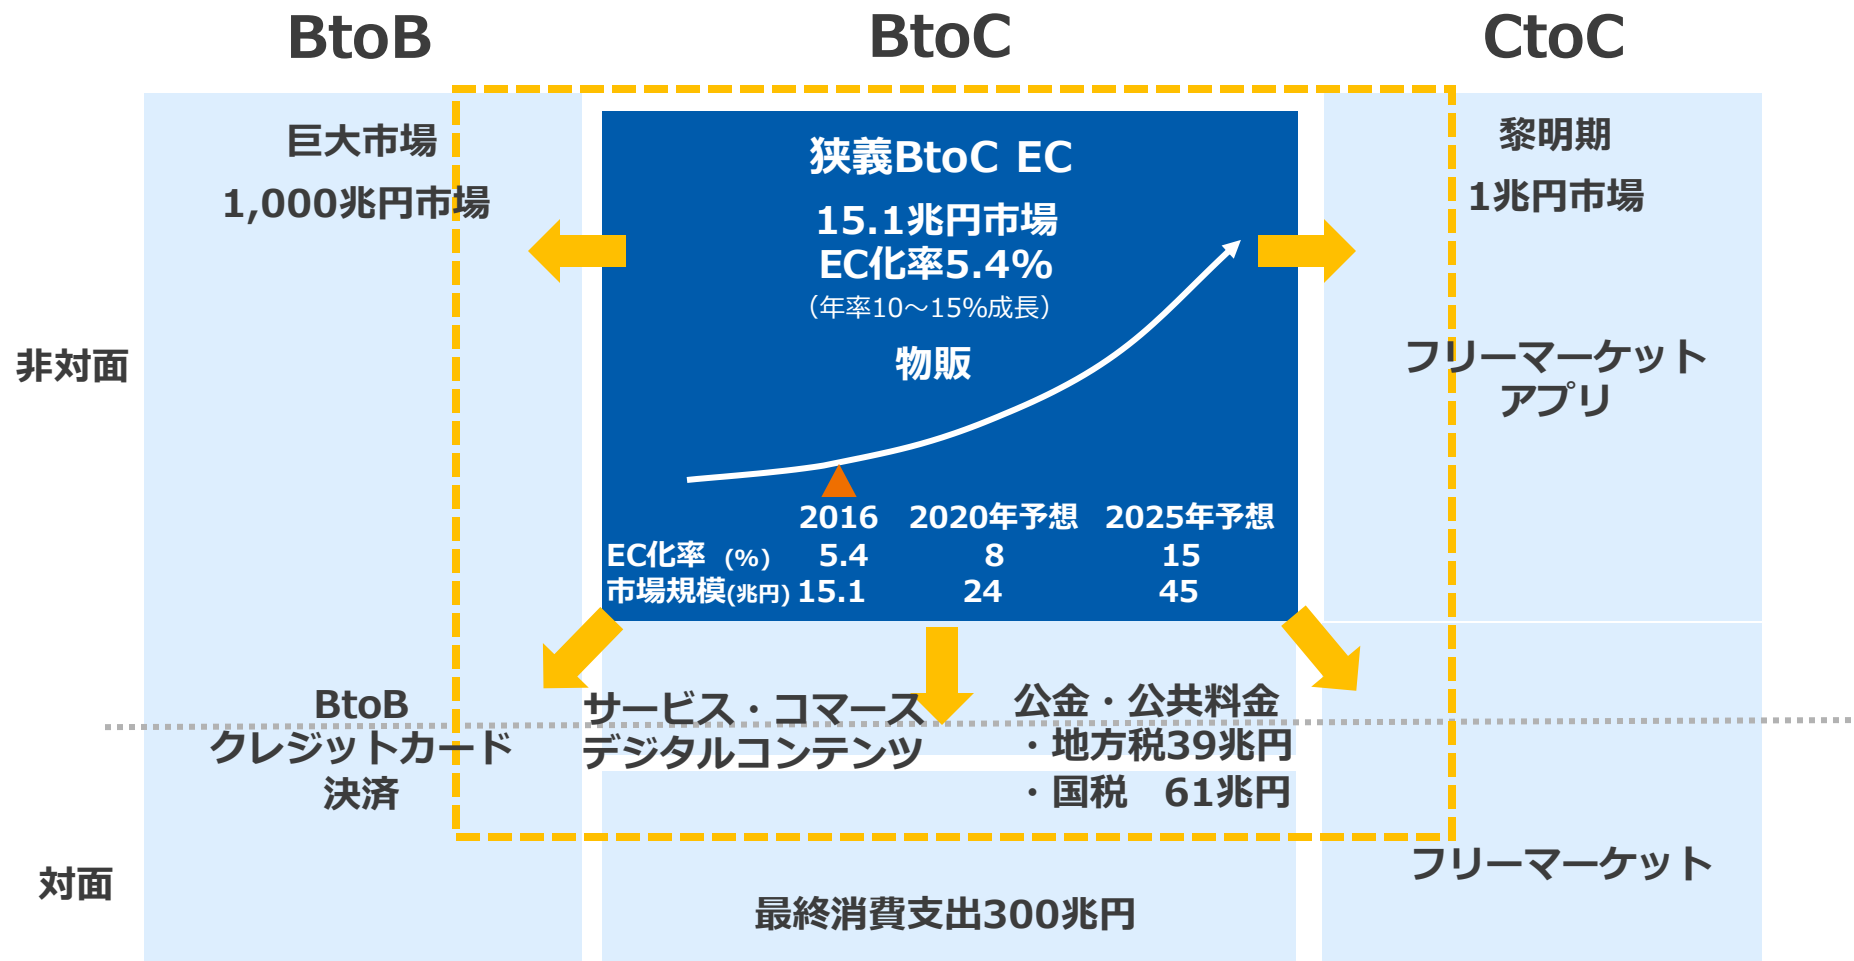 BtoB
BtoC
CtoC
巨大市場
1,000兆円市場
狭義BtoC EC
15.1兆円市場
EC化率5.4%
（年率10～15%成長）
物販
黎明期
1兆円市場
フリーマーケット
アプリ
非対面
2016 2020年予想 2025年予想
EC化率 (%) 5.4 8 15
市場規模(兆円) 15.1 24 45
BtoB
クレジットカード
決済
サービス・コマース
デジタルコンテンツ
公金・公共料金
・地方税39兆円
・国税　61兆円
対面
最終消費支出300兆円
フリーマーケット